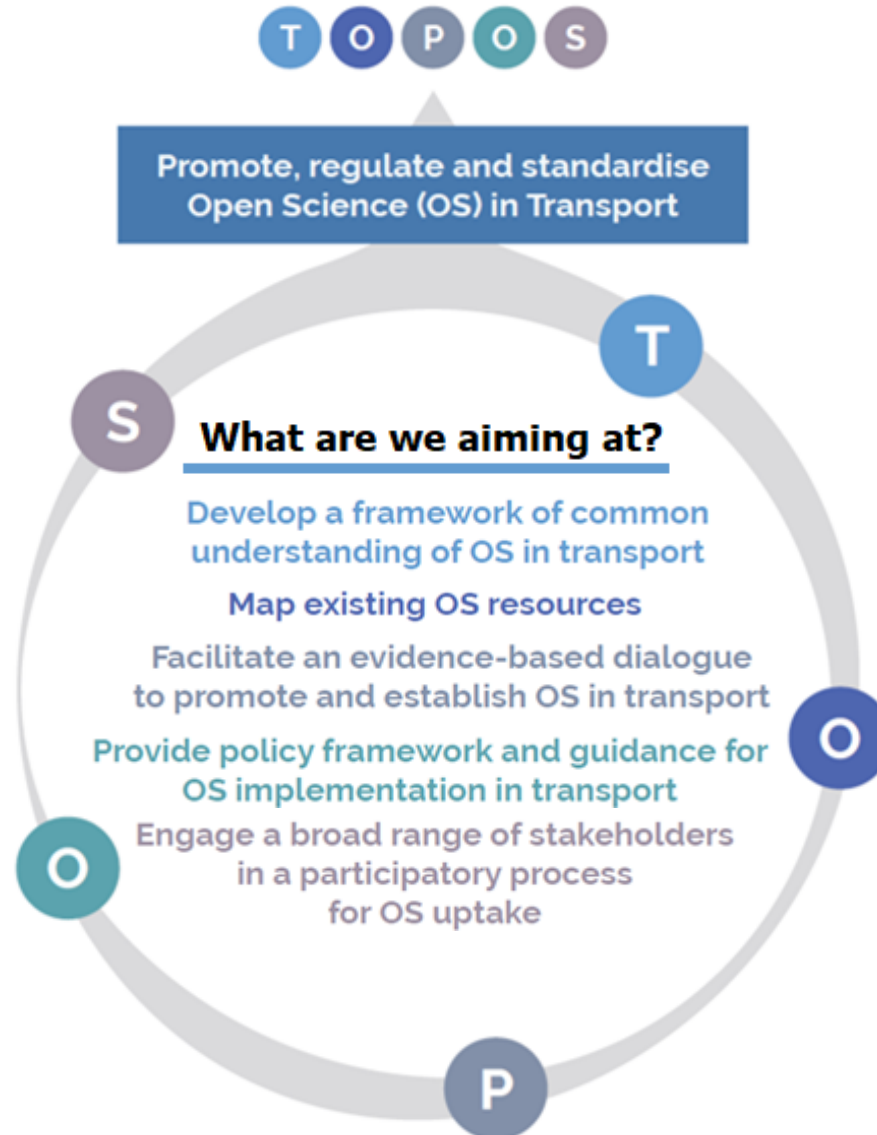 T O P O S
Promote, regulate and standardise
Open Science (OS) in Transport
T
S
What are we aiming at?
Develop a framework of common
understanding of OS in transport
Map existing OS resources
Facilitate an evidence-based dialogue
to promote and establish OS in transport
O
Provide policy framework and guidance for
OS implementation in transport
Engage a broad range of stakeholders
O
in a participatory process
for OS uptake
P